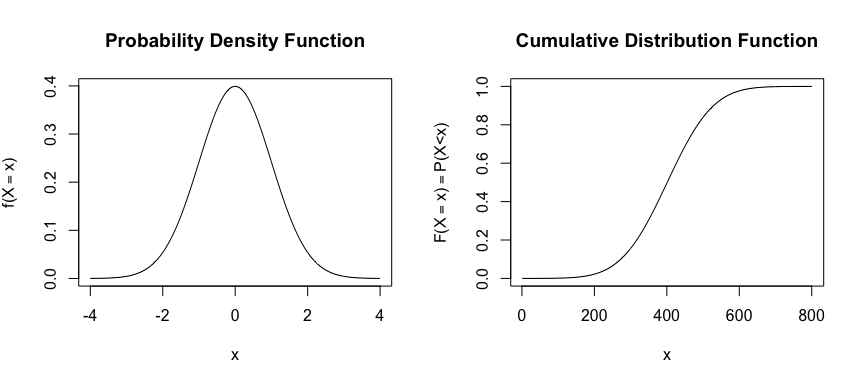 Probability Density Function
f(X = x)
0.4
0.3
0.2
0.1
0.0
-4 -2 0 2 4
x
Cumulative Distribution Function
F(X = x) = P(X<x)
1.0
0.8
0.6
0.4
0.2
0.0
0 200 400 600 800
x